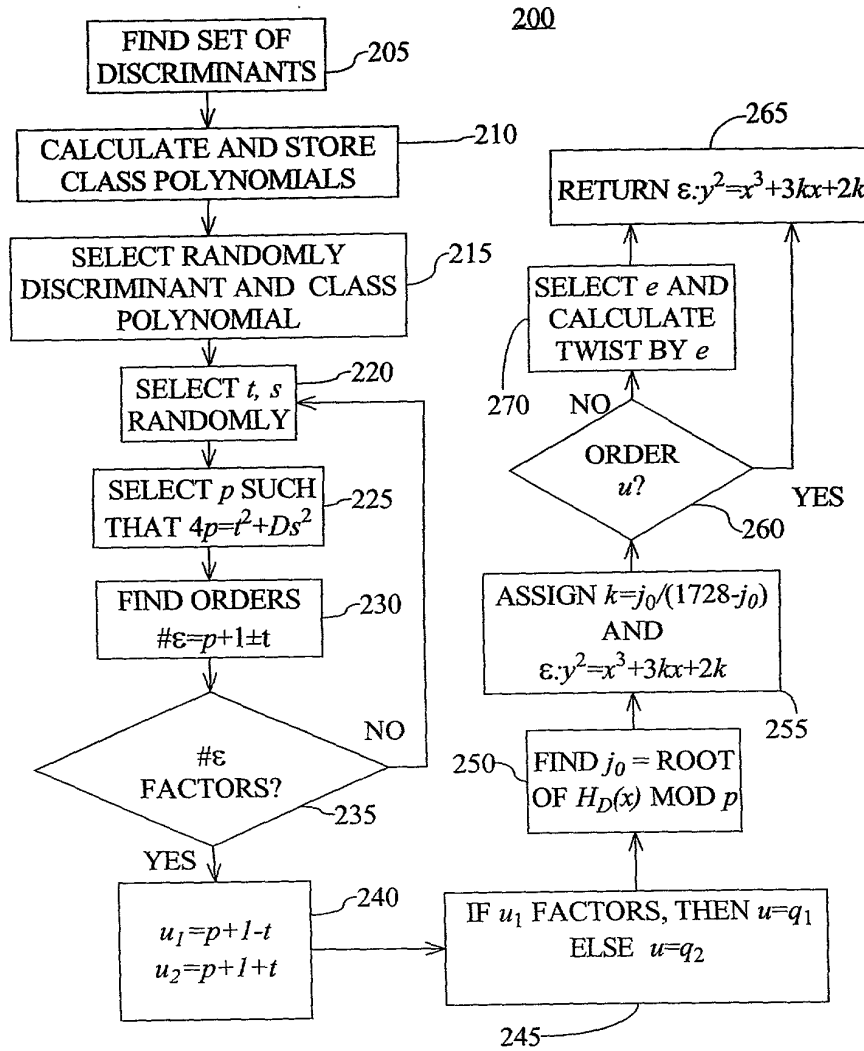 200
FIND SET OF
DISCRIMINANTS
205
CALCULATE AND STORE
CLASS POLYNOMIALS
210
SELECT RANDOMLY
DISCRIMINANT AND CLASS
POLYNOMIAL
215
SELECT t, s
RANDOMLY
220
SELECT p SUCH
THAT 4p=t²+Ds²
225
FIND ORDERS
#ε=p+1±t
230
#ε
FACTORS?
235
NO
YES
u₁=p+1-t
u₂=p+1+t
240
IF u₁ FACTORS, THEN u=q₁
ELSE u=q₂
245
FIND j₀ = ROOT
OF H_D(x) MOD p
250
ASSIGN k=j₀/(1728-j₀)
AND
ε:y²=x³+3kx+2k
255
ORDER
u?
260
NO
YES
SELECT e AND
CALCULATE
TWIST BY e
270
RETURN ε:y²=x³+3kx+2k
265